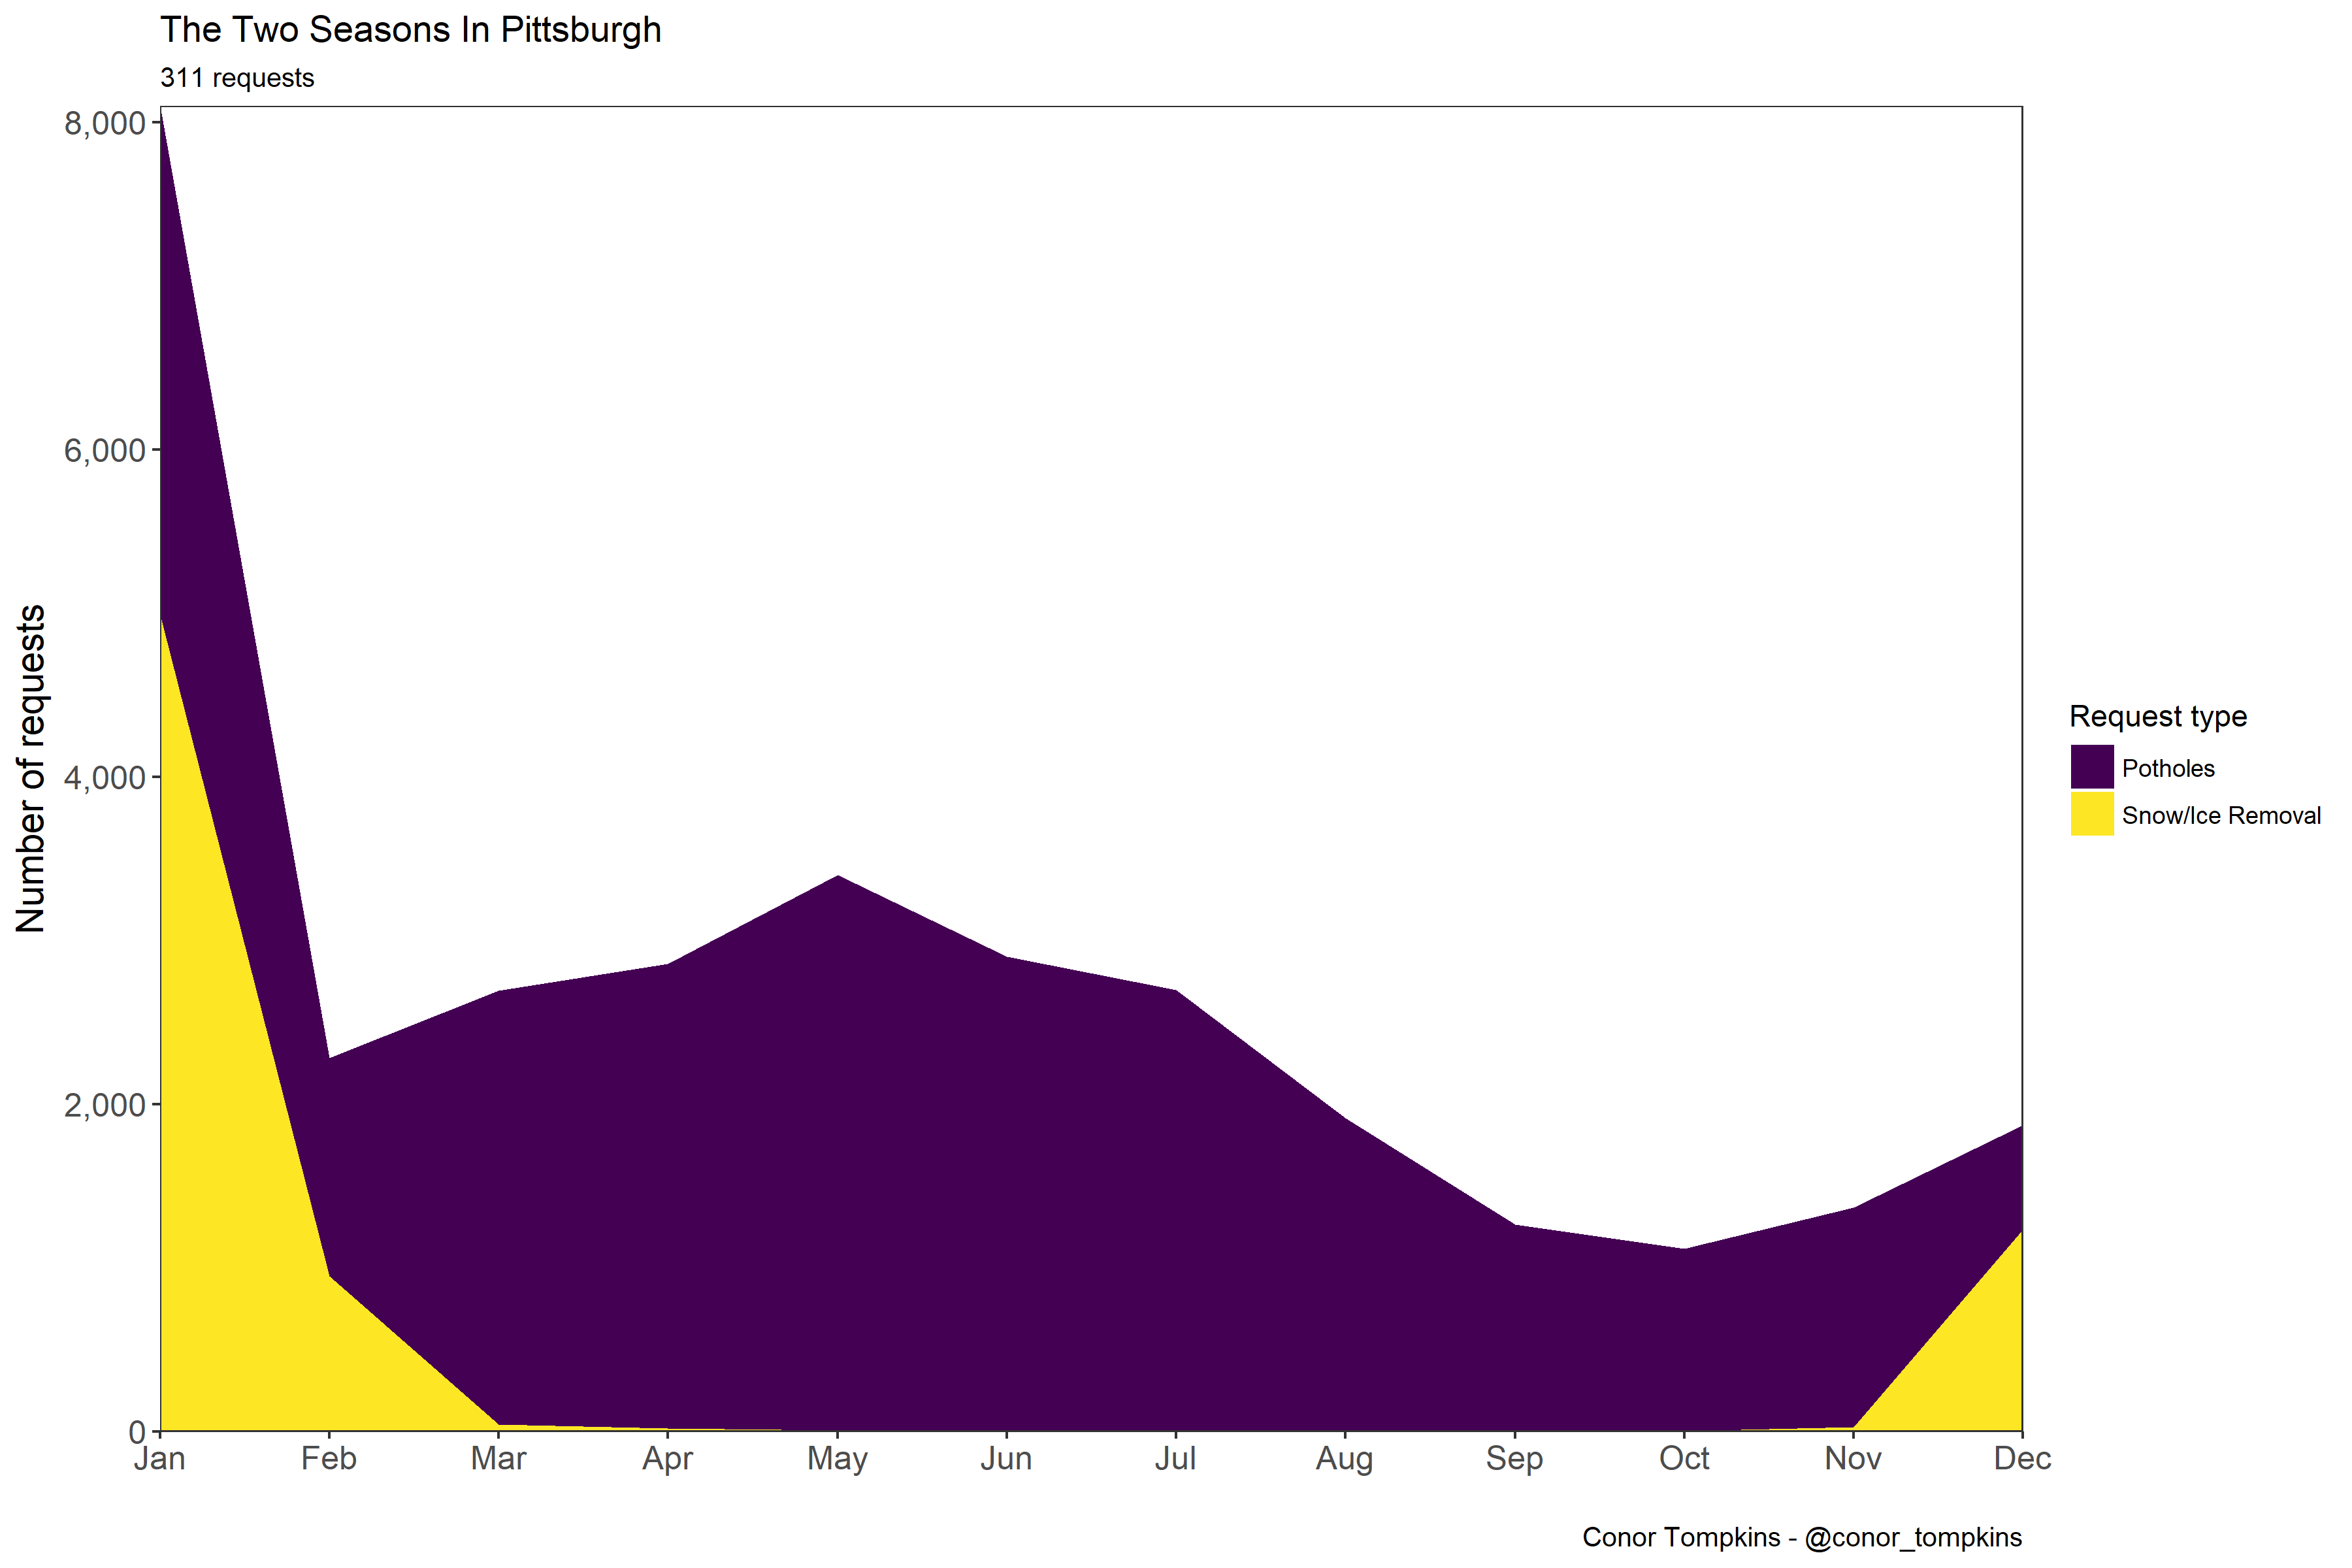 The Two Seasons In Pittsburgh
311 requests
Number of requests
8,000
6,000
4,000
2,000
0
Jan Feb Mar Apr May Jun Jul Aug Sep Oct Nov Dec
Request type
Potholes
Snow/Ice Removal
Conor Tompkins - @conor_tompkins